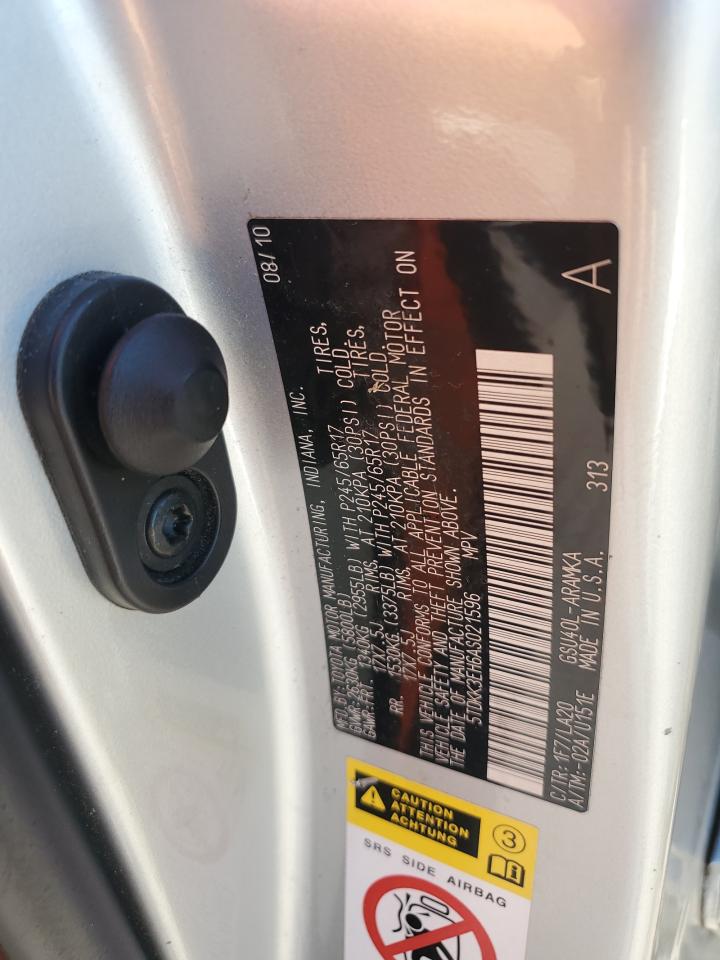 08/10
MFD. BY: TOYOTA MOTOR MANUFACTURING, INDIANA, INC.
GVWR: 2630KG (5800LB)
GAWR: FRT. 1340KG (2955LB) WITH P245/65R17 TIRES,
17X7.5J RIMS, AT 210KPA (30PSI) COLD.
RR. 1530KG (3375LB) WITH P245/65R17 TIRES,
17X7.5J RIMS, AT 210KPA (30PSI) COLD.
THIS VEHICLE CONFORMS TO ALL APPLICABLE FEDERAL MOTOR
VEHICLE SAFETY AND THEFT PREVENTION STANDARDS IN EFFECT ON
THE DATE OF MANUFACTURE SHOWN ABOVE.
5TDKK3EH6AS021596 MPV
C/TR: 1F7/LA20 GSU40L-ARAMKA
A/TM:-02A/U151E MADE IN U.S.A. 313 A
CAUTION
ATTENTION
ACHTUNG
3
SRS SIDE AIRBAG